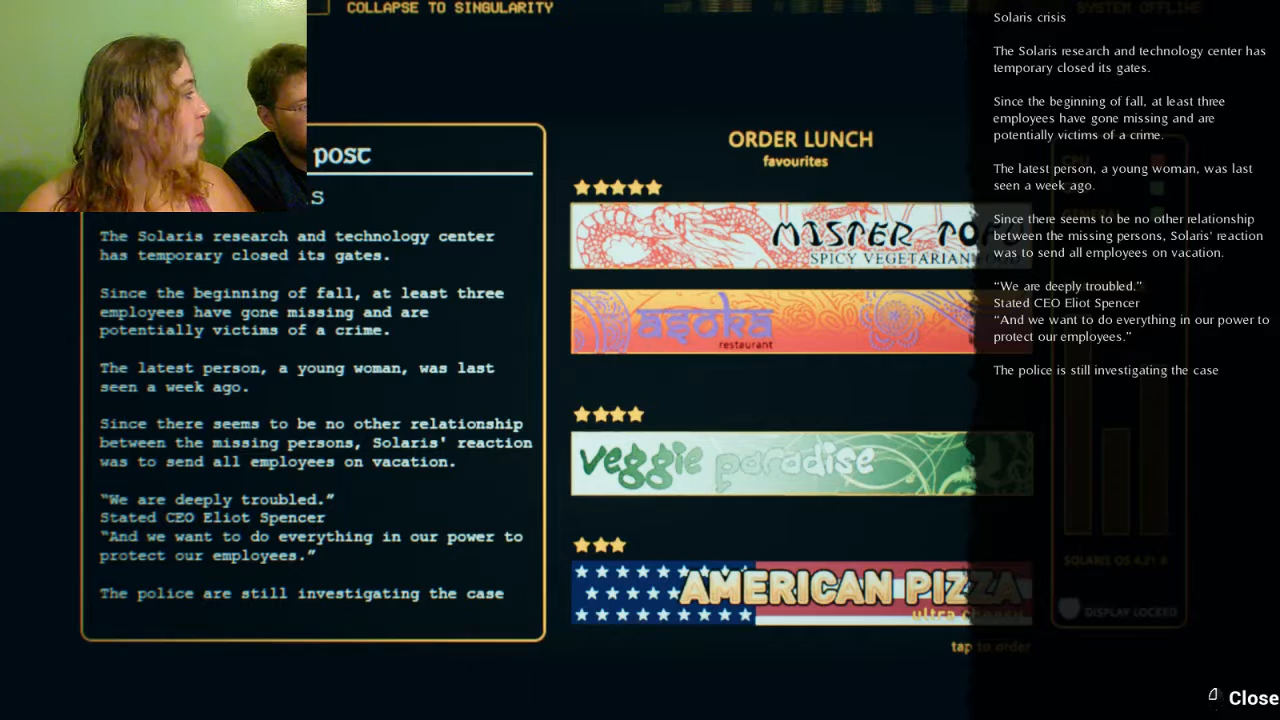 COLLAPSE TO SINGULARITY
SYSTEM OFFLINE
post
s
The Solaris research and technology center
has temporary closed its gates.
Since the beginning of fall, at least three
employees have gone missing and are
potentially victims of a crime.
The latest person, a young woman, was last
seen a week ago.
Since there seems to be no other relationship
between the missing persons, Solaris' reaction
was to send all employees on vacation.
“We are deeply troubled.”
Stated CEO Eliot Spencer
“And we want to do everything in our power to
protect our employees.”
The police are still investigating the case
ORDER LUNCH
favourites
MISTER TOFU
SPICY VEGETARIAN FOOD
asoka
restaurant
veggie paradise
AMERICAN PIZZA
ultra cheesy
tap to order
Solaris crisis
The Solaris research and technology center has
temporary closed its gates.
Since the beginning of fall, at least three
employees have gone missing and are
potentially victims of a crime.
The latest person, a young woman, was last
seen a week ago.
Since there seems to be no other relationship
between the missing persons, Solaris' reaction
was to send all employees on vacation.
“We are deeply troubled.”
Stated CEO Eliot Spencer
“And we want to do everything in our power to
protect our employees.”
The police is still investigating the case
DISPLAY LOCKED
Close